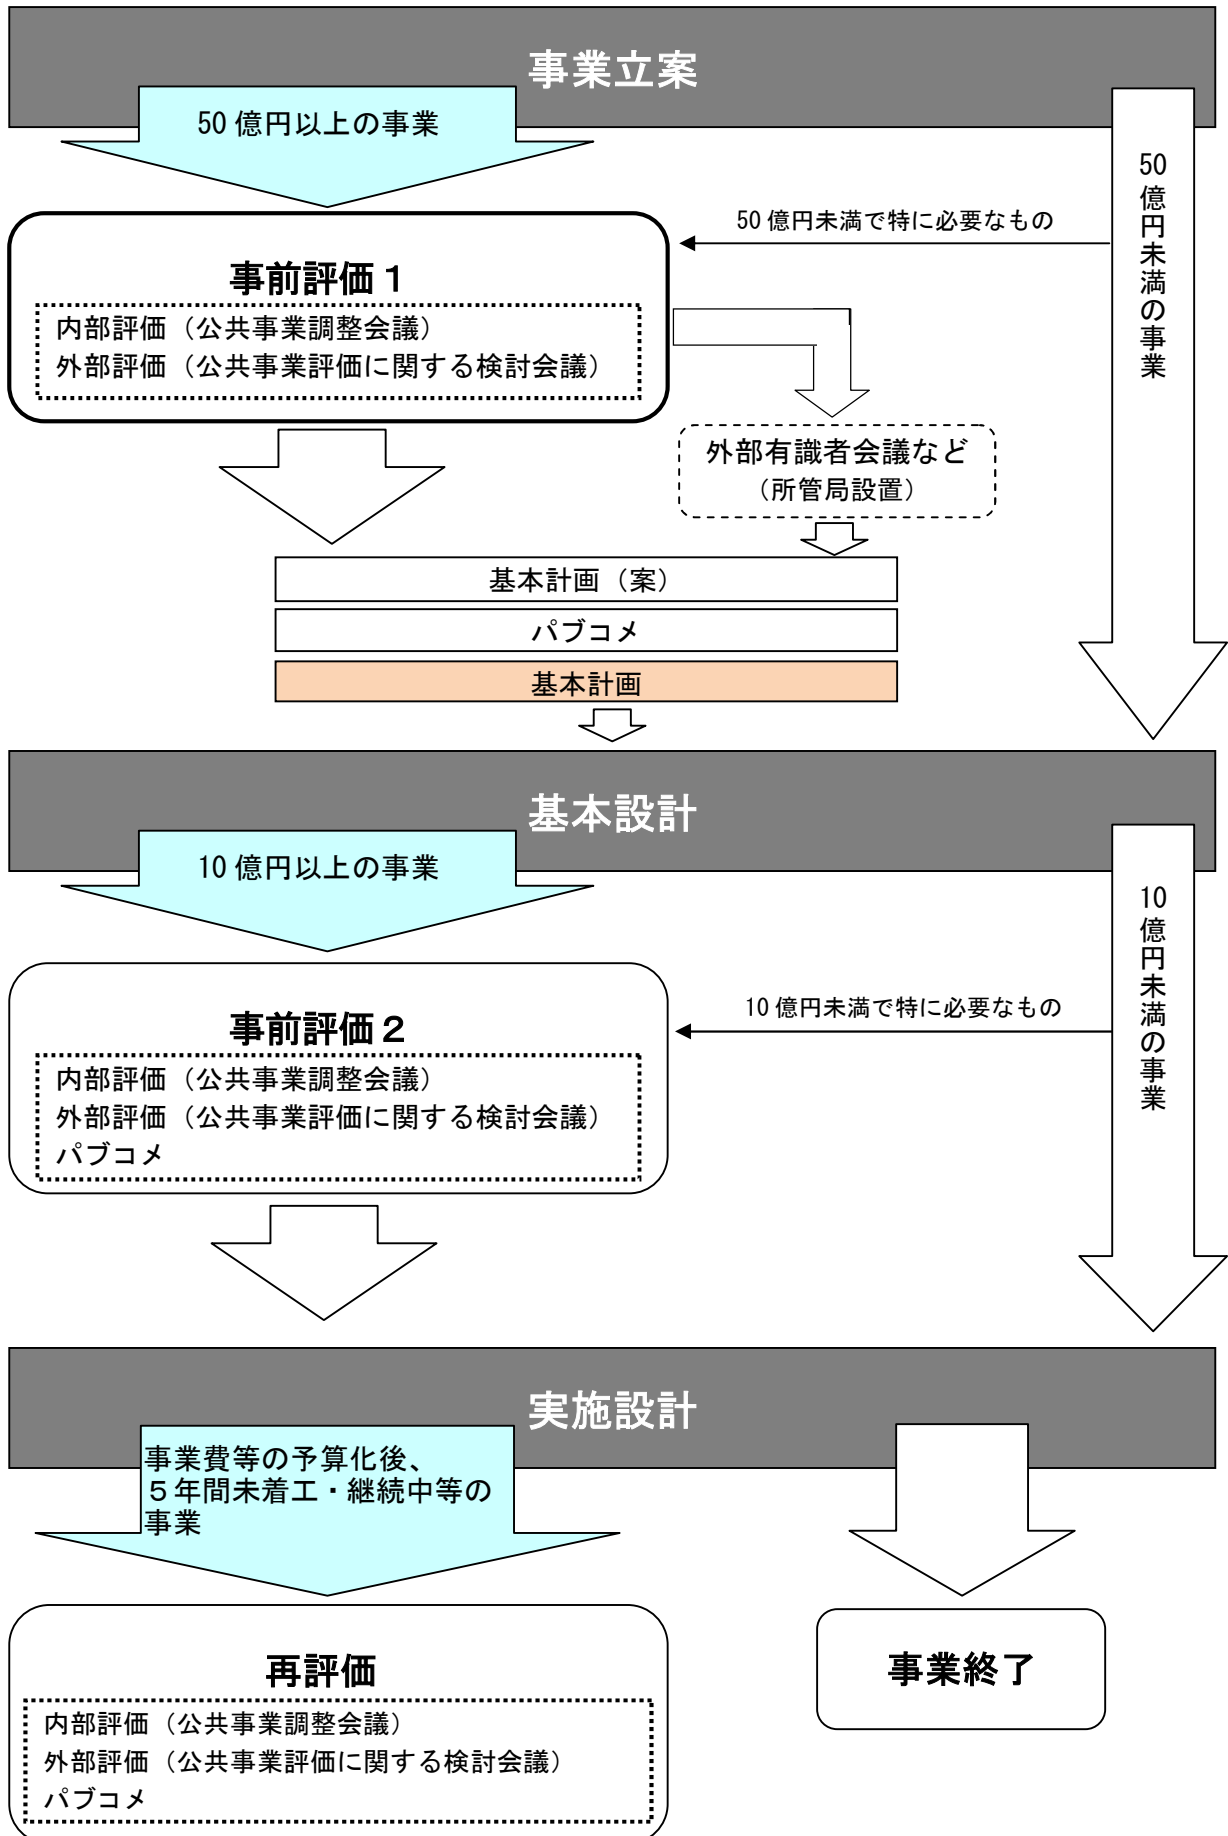 事業立案
50億円以上の事業
50億円未満の事業
50億円未満で特に必要なもの
事前評価１
内部評価（公共事業調整会議）
外部評価（公共事業評価に関する検討会議）
外部有識者会議など
（所管局設置）
基本計画（案）
パブコメ
基本計画
基本設計
10億円以上の事業
10億円未満の事業
10億円未満で特に必要なもの
事前評価２
内部評価（公共事業調整会議）
外部評価（公共事業評価に関する検討会議）
パブコメ
実施設計
事業費等の予算化後、
５年間未着工・継続中等の
事業
再評価
内部評価（公共事業調整会議）
外部評価（公共事業評価に関する検討会議）
パブコメ
事業終了